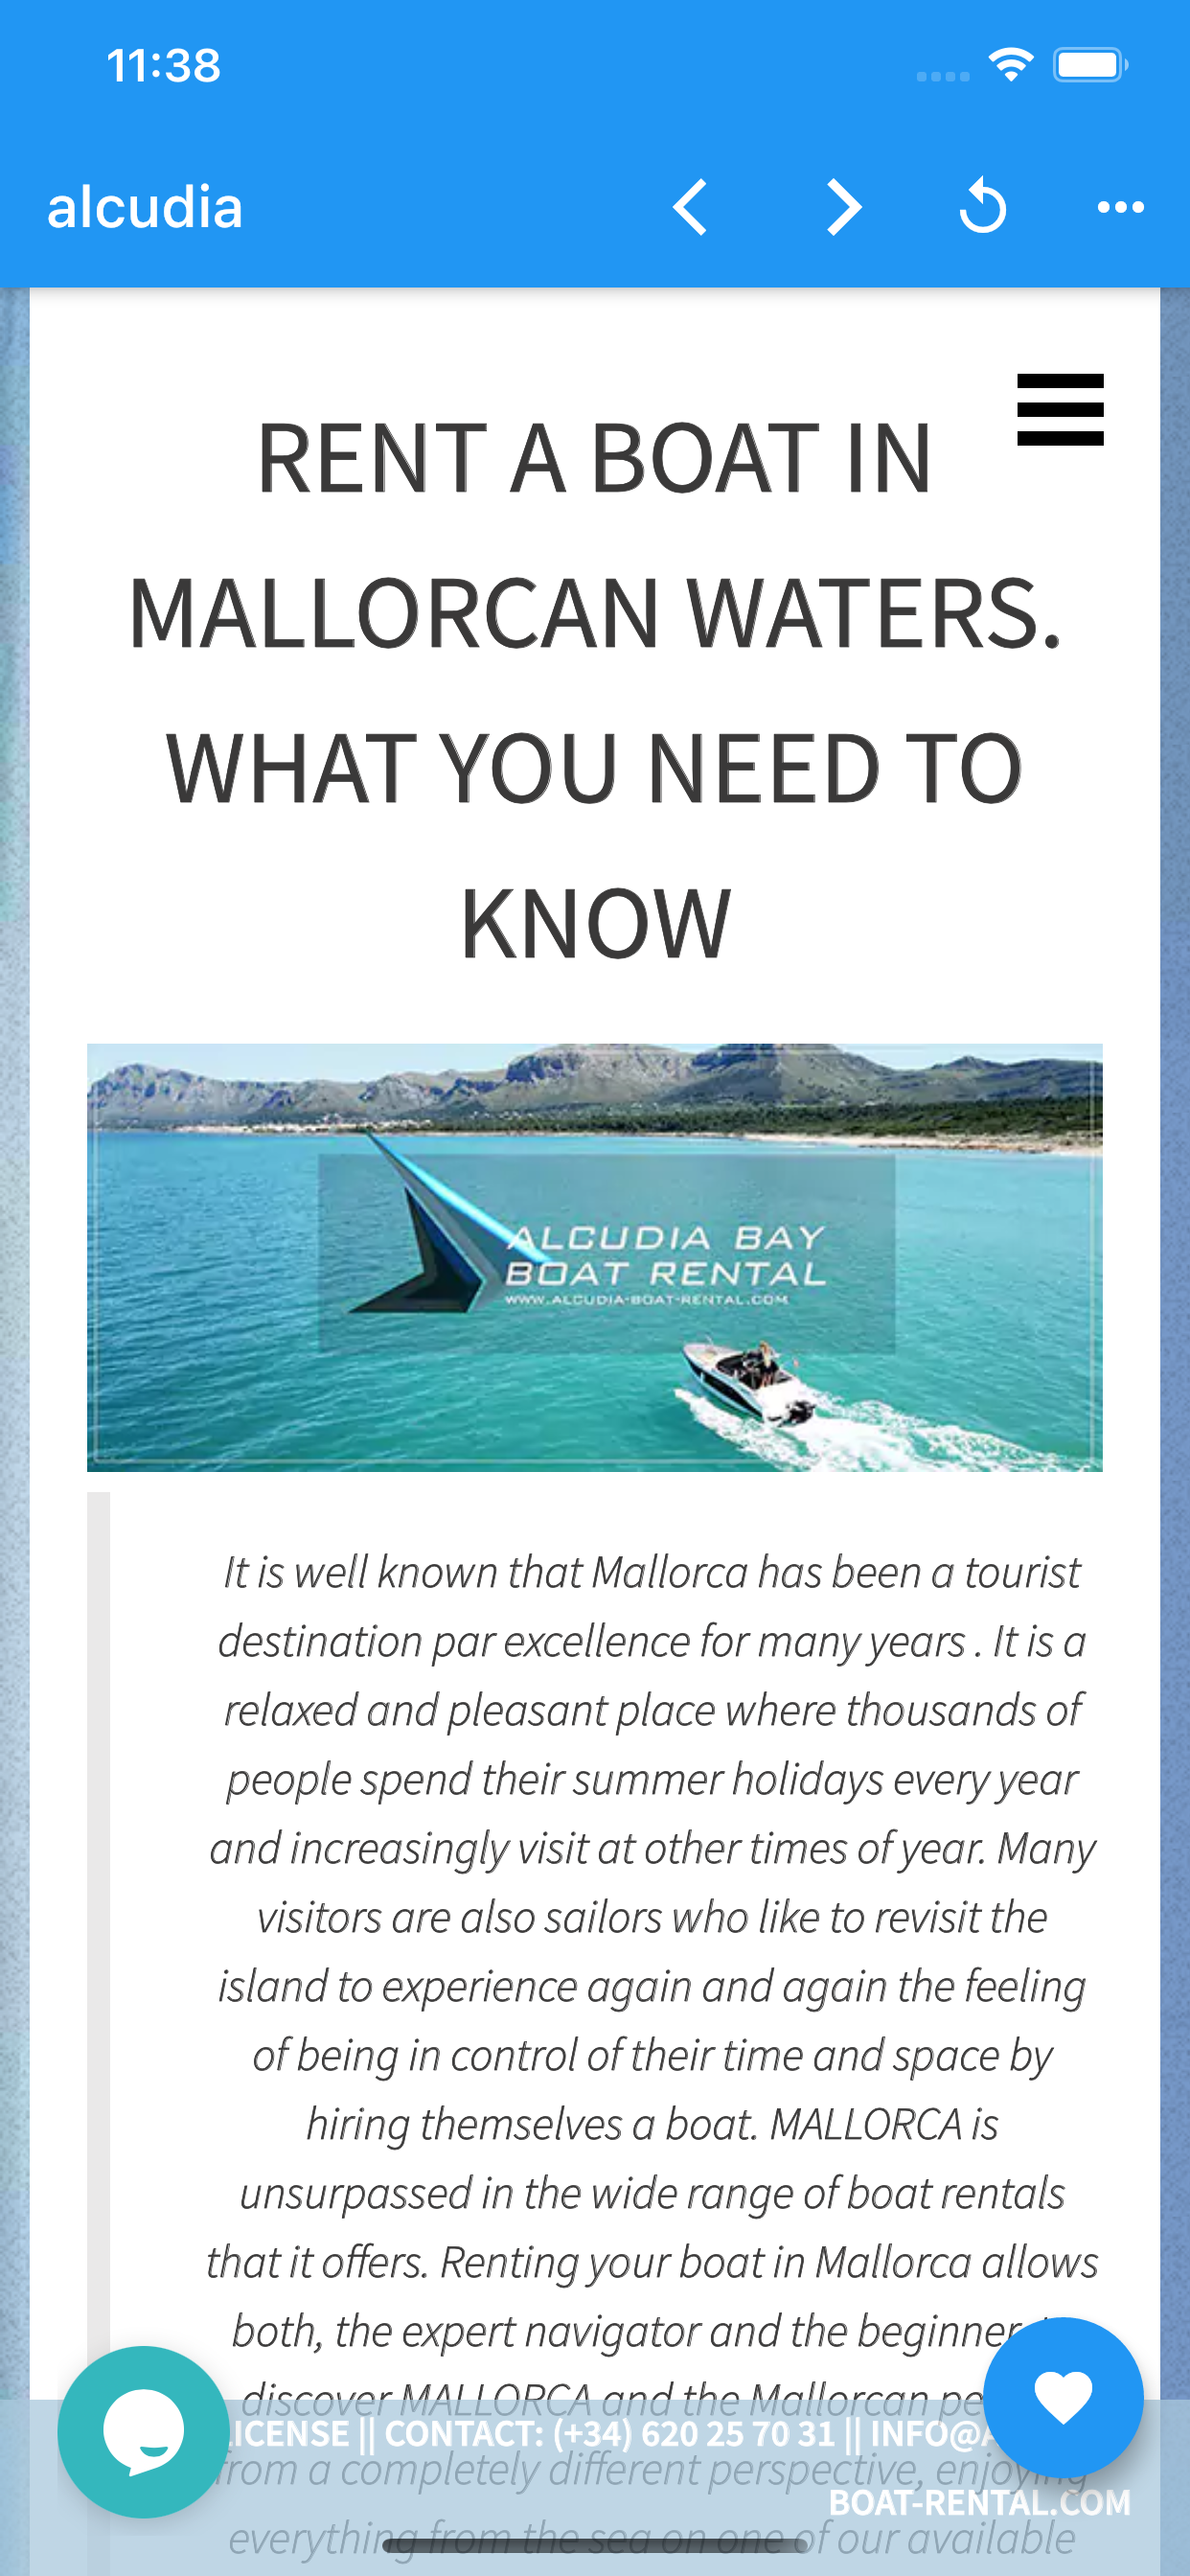 11:38
alcudia
RENT A BOAT IN
MALLORCAN WATERS.
WHAT YOU NEED TO
KNOW
ALCUDIA BAY
BOAT RENTAL
WWW.ALCUDIA-BOAT-RENTAL.COM
It is well known that Mallorca has been a tourist
destination par excellence for many years . It is a
relaxed and pleasant place where thousands of
people spend their summer holidays every year
and increasingly visit at other times of year. Many
visitors are also sailors who like to revisit the
island to experience again and again the feeling
of being in control of their time and space by
hiring themselves a boat. MALLORCA is
unsurpassed in the wide range of boat rentals
that it offers. Renting your boat in Mallorca allows
both, the expert navigator and the beginner
discover MALLORCA and the Mallorcan
ICENSE || CONTACT: (+34) 620 25 70 31 || INFO@A
from a completely different perspective, enjoying
BOAT-RENTAL.COM
everything from the sea on one of our available